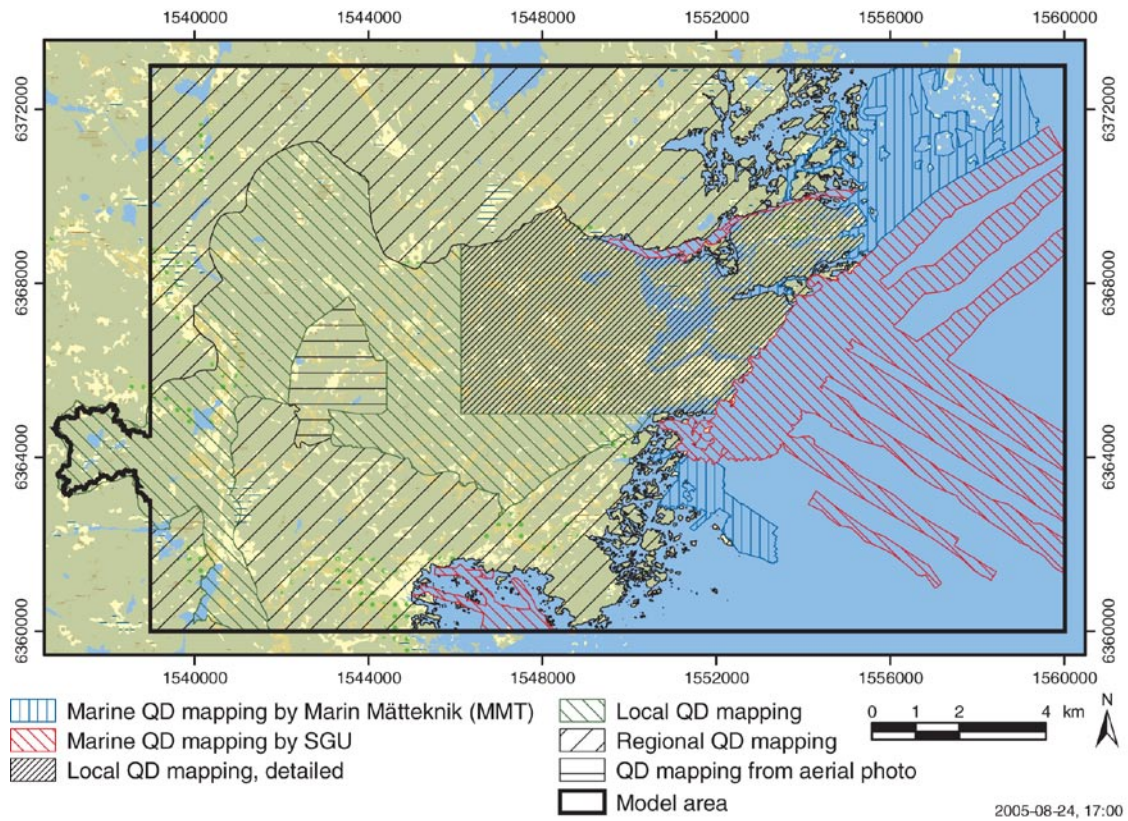 1540000 1544000 1548000 1552000 1556000 1560000
6372000 6372000
6368000 6368000
6364000 6364000
6360000 6360000
1540000 1544000 1548000 1552000 1556000 1560000
Marine QD mapping by Marin Mätteknik (MMT)
Marine QD mapping by SGU
Local QD mapping, detailed
Local QD mapping
Regional QD mapping
QD mapping from aerial photo
Model area
0 1 2 4 km
N
2005-08-24, 17:00